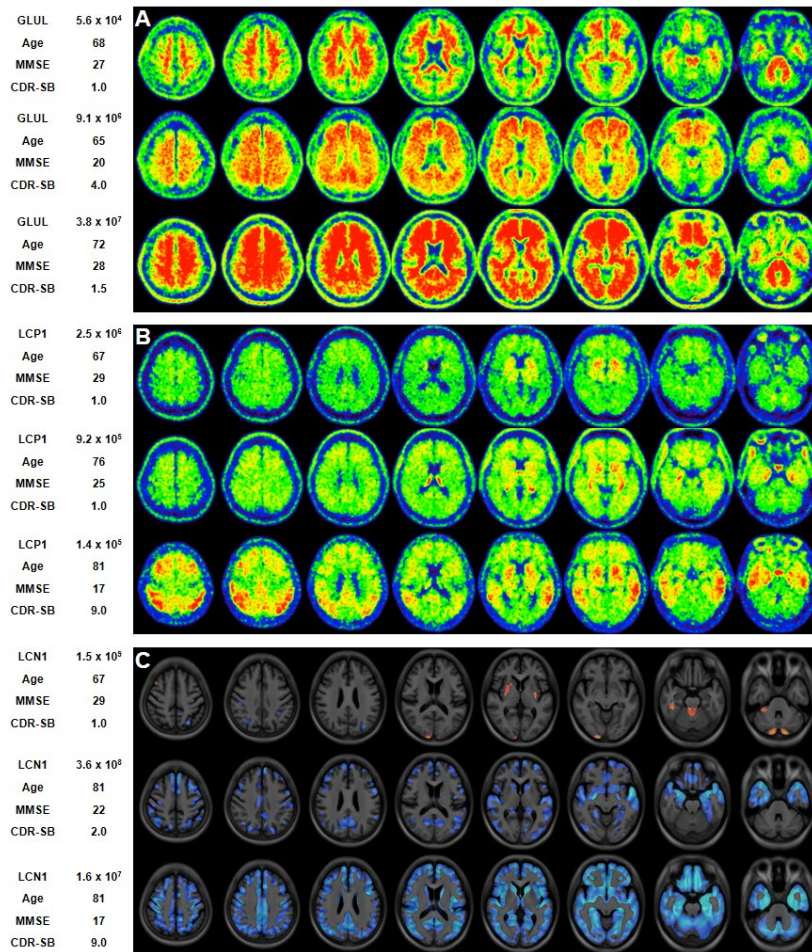 A
GLUL 5.6 x 10⁴
Age 68
MMSE 27
CDR-SB 1.0
GLUL 9.1 x 10⁶
Age 65
MMSE 20
CDR-SB 4.0
GLUL 3.8 x 10⁷
Age 72
MMSE 28
CDR-SB 1.5
B
LCP1 2.5 x 10⁶
Age 67
MMSE 29
CDR-SB 1.0
LCP1 9.2 x 10⁵
Age 76
MMSE 25
CDR-SB 1.0
LCP1 1.4 x 10⁵
Age 81
MMSE 17
CDR-SB 9.0
C
LCN1 1.5 x 10⁹
Age 67
MMSE 29
CDR-SB 1.0
LCN1 3.6 x 10⁸
Age 81
MMSE 22
CDR-SB 2.0
LCN1 1.6 x 10⁷
Age 81
MMSE 17
CDR-SB 9.0